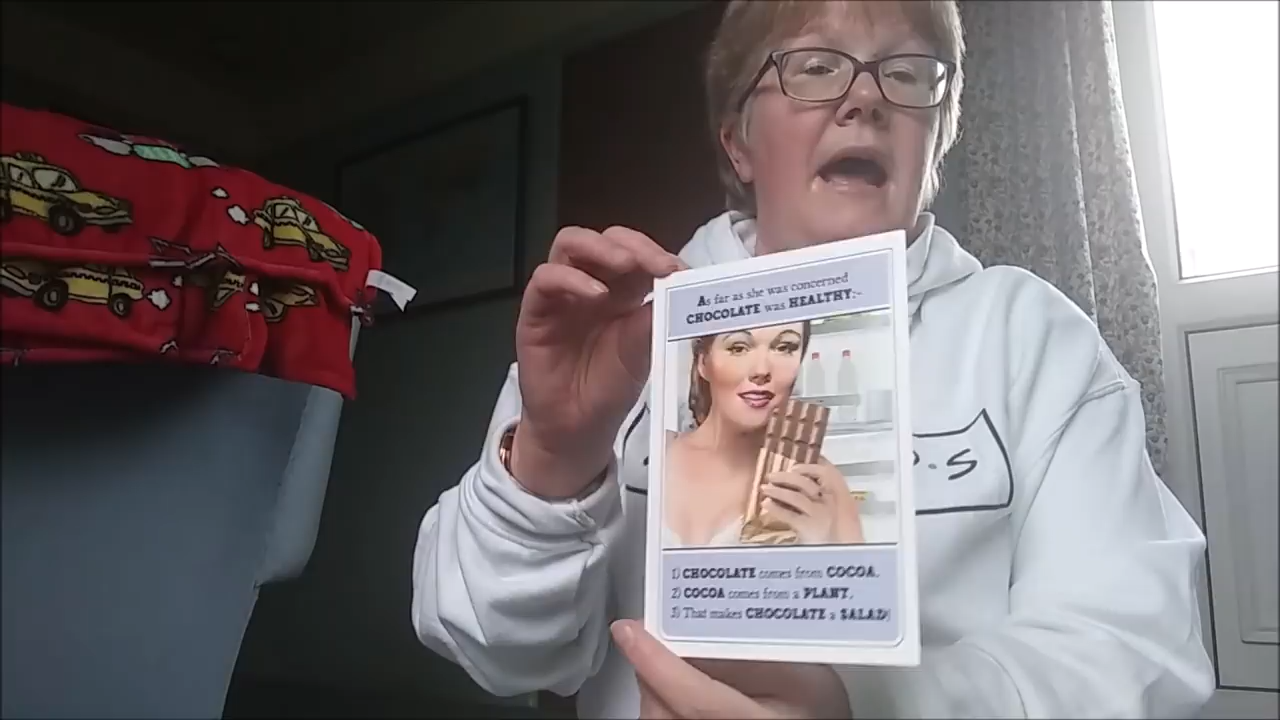 As far as she was concerned
CHOCOLATE was HEALTHY:-
1) CHOCOLATE comes from COCOA.
2) COCOA comes from a PLANT.
3) That makes CHOCOLATE a SALAD!
.S